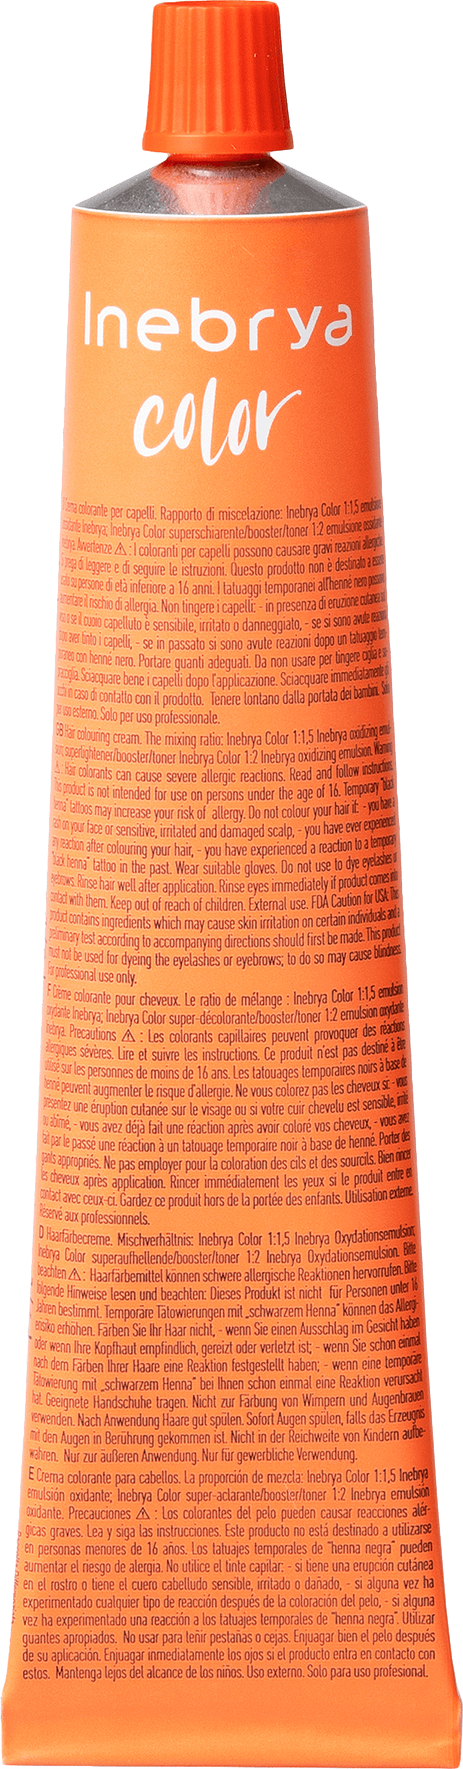 Inebrya
color
Crema colorante per capelli. Rapporto di miscelazione: Inebrya Color 1:1,5 emulsione
ossidante Inebrya; Inebrya Color superschiarente/booster/toner 1:2 emulsione ossidante
Inebrya. Avvertenze ⚠: I coloranti per capelli possono causare gravi reazioni allergiche.
Si prega di leggere e di seguire le istruzioni. Questo prodotto non è destinato a essere
usato su persone di età inferiore a 16 anni. I tatuaggi temporanei all'henné nero possono
aumentare il rischio di allergia. Non tingere i capelli: - in presenza di eruzione cutanea sul
viso o se il cuoio capelluto è sensibile, irritato o danneggiato, - se si sono avute reazioni
dopo aver tinto i capelli, - se in passato si sono avute reazioni dopo un tatuaggio tem-
poraneo con henné nero. Portare guanti adeguati. Da non usare per tingere ciglia e so-
pracciglia. Sciacquare bene i capelli dopo l'applicazione. Sciacquare immediatamente gli
occhi in caso di contatto con il prodotto. Tenere lontano dalla portata dei bambini. Solo
per uso esterno. Solo per uso professionale.
GB Hair colouring cream. The mixing ratio: Inebrya Color 1:1,5 Inebrya oxidizing emul-
sion; superlightener/booster/toner Inebrya Color 1:2 Inebrya oxidizing emulsion. Warning
⚠: Hair colorants can cause severe allergic reactions. Read and follow instructions.
This product is not intended for use on persons under the age of 16. Temporary "black
henna" tattoos may increase your risk of allergy. Do not colour your hair if: - you have a
rash on your face or sensitive, irritated and damaged scalp, - you have ever experienced
any reaction after colouring your hair, - you have experienced a reaction to a temporary
"black henna" tattoo in the past. Wear suitable gloves. Do not use to dye eyelashes or
eyebrows. Rinse hair well after application. Rinse eyes immediately if product comes into
contact with them. Keep out of reach of children. External use. FDA Caution for USA: This
product contains ingredients which may cause skin irritation on certain individuals and a
preliminary test according to accompanying directions should first be made. This product
must not be used for dyeing the eyelashes or eyebrows; to do so may cause blindness.
For professional use only.
F Crème colorante pour cheveux. Le ratio de mélange : Inebrya Color 1:1,5 emulsion
oxydante Inebrya; Inebrya Color super-décolorante/booster/toner 1:2 emulsion oxydante
Inebrya. Precautions ⚠: Les colorants capillaires peuvent provoquer des réactions
allergiques sévères. Lire et suivre les instructions. Ce produit n'est pas destiné à être
utilisé sur les personnes de moins de 16 ans. Les tatouages temporaires noirs à base de
henné peuvent augmenter le risque d'allergie. Ne vous colorez pas les cheveux si: - vous
présentez une éruption cutanée sur le visage ou si votre cuir chevelu est sensible, irrité
ou abîmé, - vous avez déjà fait une réaction après avoir coloré vos cheveux, - vous avez
fait par le passé une réaction à un tatouage temporaire noir à base de henné. Porter des
gants appropriés. Ne pas employer pour la coloration des cils et des sourcils. Bien rincer
les cheveux après application. Rincer immédiatement les yeux si le produit entre en
contact avec ceux-ci. Gardez ce produit hors de la portée des enfants. Utilisation externe.
Réservé aux professionnels.
D Haarfärbecreme. Mischverhältnis: Inebrya Color 1:1,5 Inebrya Oxydationsemulsion;
Inebrya Color superaufhellende/booster/toner 1:2 Inebrya Oxydationsemulsion. Bitte
beachten ⚠: Haarfärbemittel können schwere allergische Reaktionen hervorrufen. Bitte
folgende Hinweise lesen und beachten: Dieses Produkt ist nicht für Personen unter 16
Jahren bestimmt. Temporäre Tätowierungen mit „schwarzem Henna" können das Allerg-
ierisiko erhöhen. Färben Sie Ihr Haar nicht, - wenn Sie einen Ausschlag im Gesicht haben
oder wenn Ihre Kopfhaut empfindlich, gereizt oder verletzt ist; - wenn Sie schon einmal
nach dem Färben Ihrer Haare eine Reaktion festgestellt haben; - wenn eine temporäre
Tätowierung mit „schwarzem Henna" bei Ihnen schon einmal eine Reaktion verursacht
hat. Geeignete Handschuhe tragen. Nicht zur Färbung von Wimpern und Augenbrauen
verwenden. Nach Anwendung Haare gut spülen. Sofort Augen spülen, falls das Erzeugnis
mit den Augen in Berührung gekommen ist. Nicht in der Reichweite von Kindern aufbe-
wahren. Nur zur äußeren Anwendung. Nur für gewerbliche Verwendung.
E Crema colorante para cabellos. La proporción de mezcla: Inebrya Color 1:1,5 Inebrya
emulsión oxidante; Inebrya Color super-aclarante/booster/toner 1:2 Inebrya emulsión
oxidante. Precauciones ⚠: Los colorantes del pelo pueden causar reacciones alér-
gicas graves. Lea y siga las instrucciones. Este producto no está destinado a utilizarse
en personas menores de 16 años. Los tatuajes temporales de "henna negra" pueden
aumentar el riesgo de alergia. No utilice el tinte capilar: - si tiene una erupción cutánea
en el rostro o tiene el cuero cabelludo sensible, irritado o dañado, - si alguna vez ha
experimentado cualquier tipo de reacción después de la coloración del pelo, - si alguna
vez ha experimentado una reacción a los tatuajes temporales de "henna negra". Utilizar
guantes apropiados. No usar para teñir pestañas o cejas. Enjuagar bien el pelo después
de su aplicación. Enjuagar inmediatamente los ojos si el producto entra en contacto con
estos. Mantenga lejos del alcance de los niños. Uso externo. Solo para uso profesional.